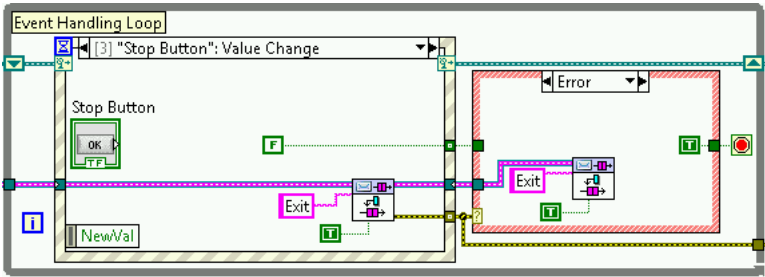 Event Handling Loop
[3] "Stop Button": Value Change
Error
Stop Button
OK
TF
F
T
Exit
Exit
T
i
NewVal
T
?